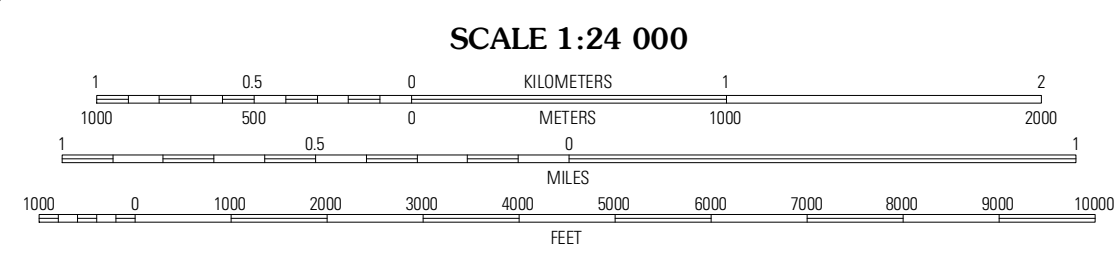 SCALE 1:24 000
1 0.5 0 KILOMETERS 1 2
1000 500 0 METERS 1000 2000
1 0.5 0 1
MILES
1000 0 1000 2000 3000 4000 5000 6000 7000 8000 9000 10000
FEET